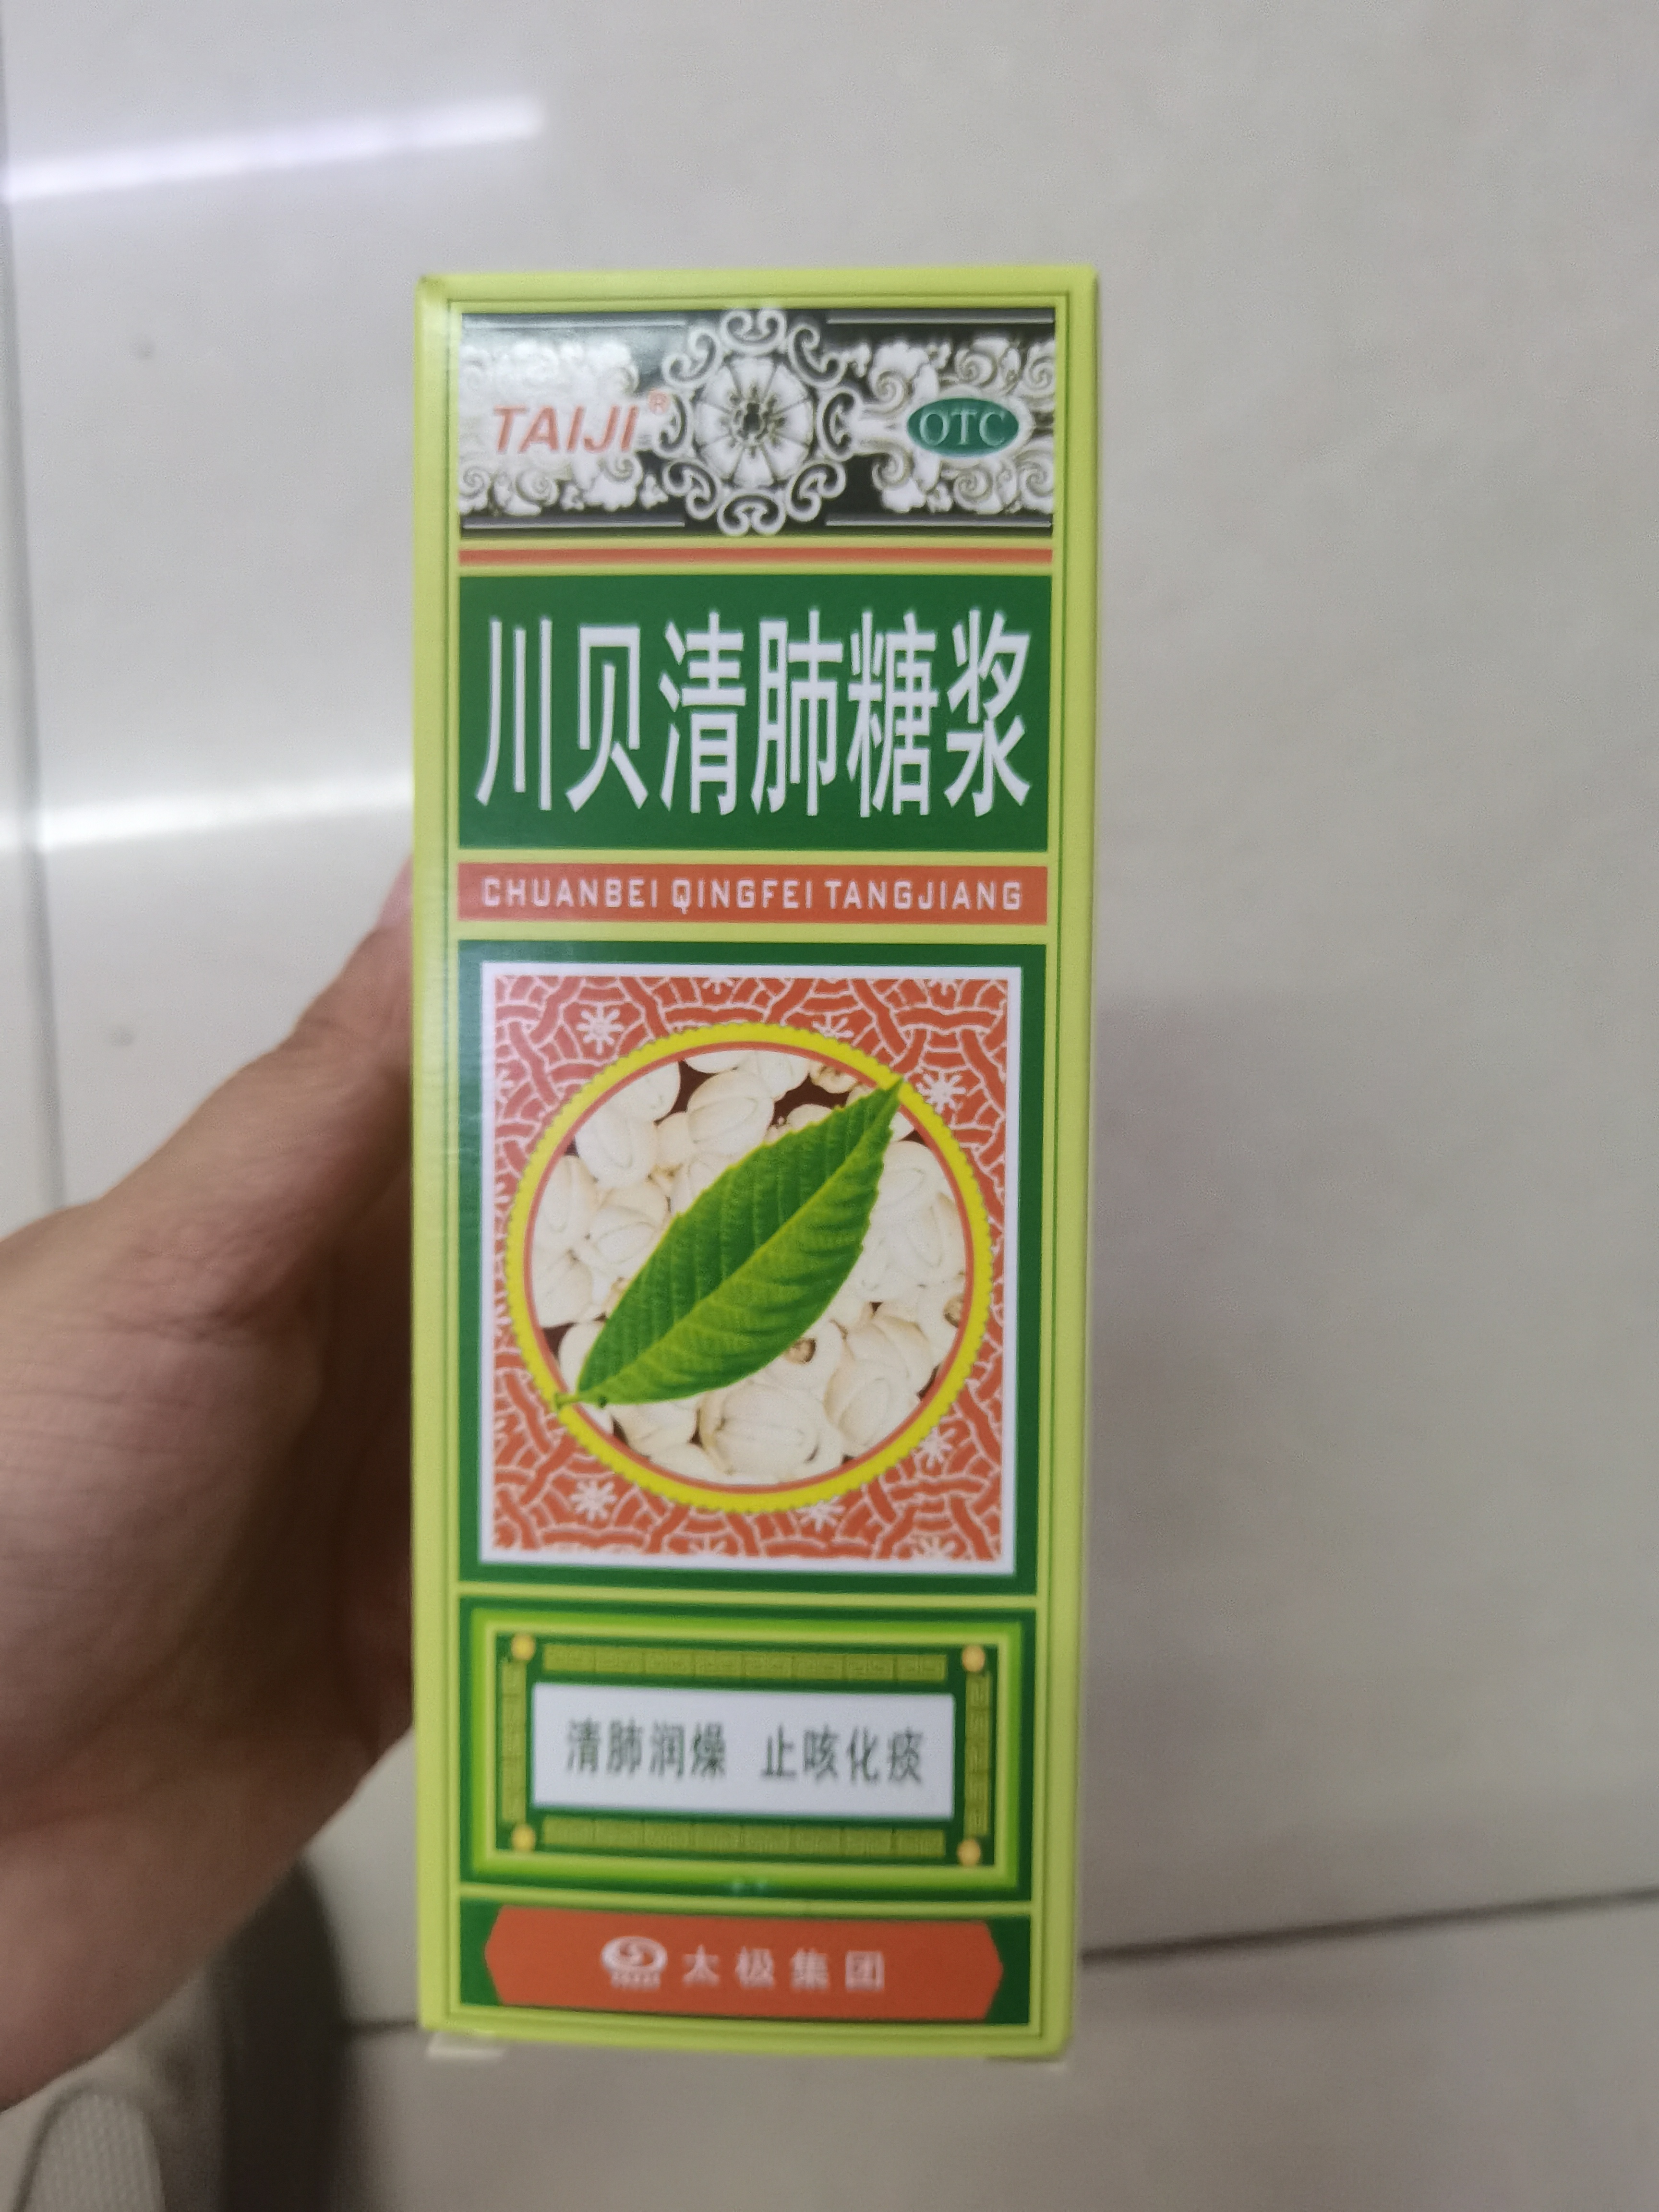 TAIJI®
OTC
川贝清肺糖浆
CHUANBEI QINGFEI TANGJIANG
清肺润燥 止咳化痰
太极集团